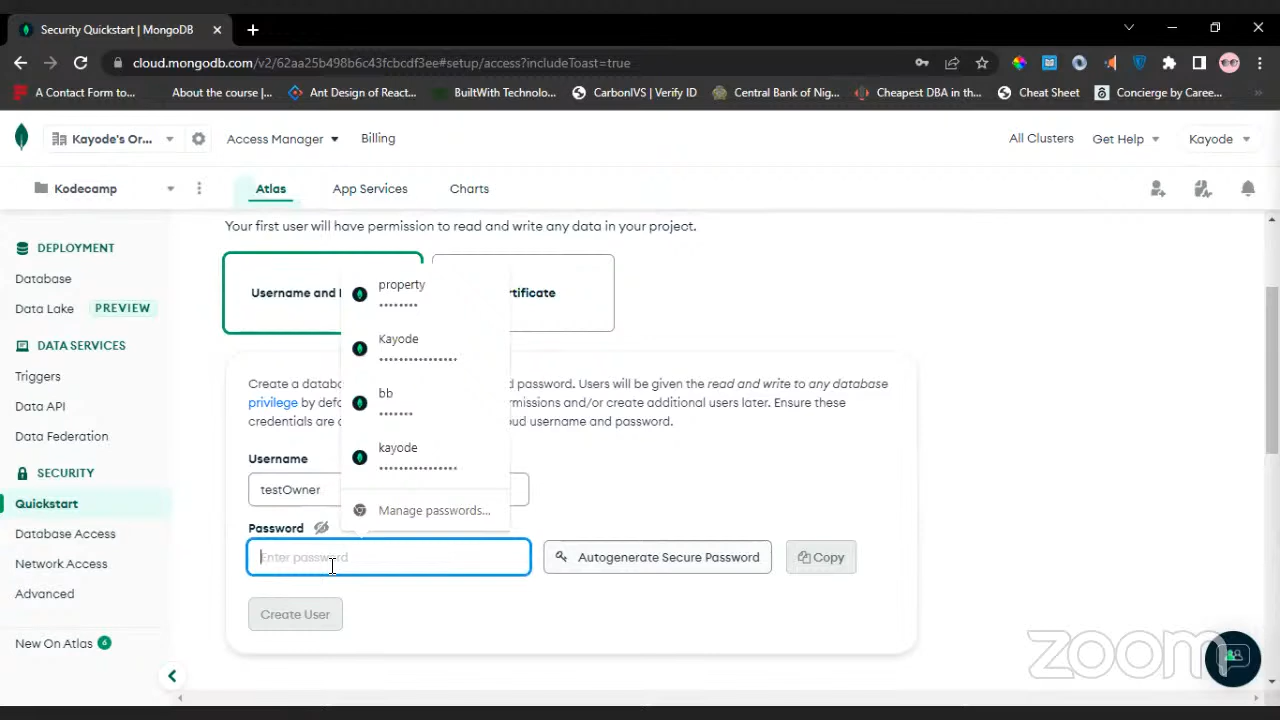 Security Quickstart | MongoDB
cloud.mongodb.com/v2/62aa25b498b6c43fcbcdf3ee#setup/access?includeToast=true
A Contact Form to... About the course |... Ant Design of React... BuiltWith Technolo... CarbonIVS | Verify ID Central Bank of Nig... Cheapest DBA in th... Cheat Sheet Concierge by Caree... »
Kayode's Or... Access Manager Billing All Clusters Get Help Kayode
Kodecamp Atlas App Services Charts
Your first user will have permission to read and write any data in your project.
DEPLOYMENT
Database
Data Lake PREVIEW
DATA SERVICES
Triggers
Data API
Data Federation
SECURITY
Quickstart
Database Access
Network Access
Advanced
New On Atlas 6
Username and
rtificate
property
••••••••
Kayode
••••••••••••••••
bb
•••••••
kayode
••••••••••••••••
Manage passwords...
Create a datab d password. Users will be given the read and write to any database
privilege by def rmissions and/or create additional users later. Ensure these
credentials are oud username and password.
Username
testOwner
Password
Enter password
Autogenerate Secure Password
Copy
Create User
zoom